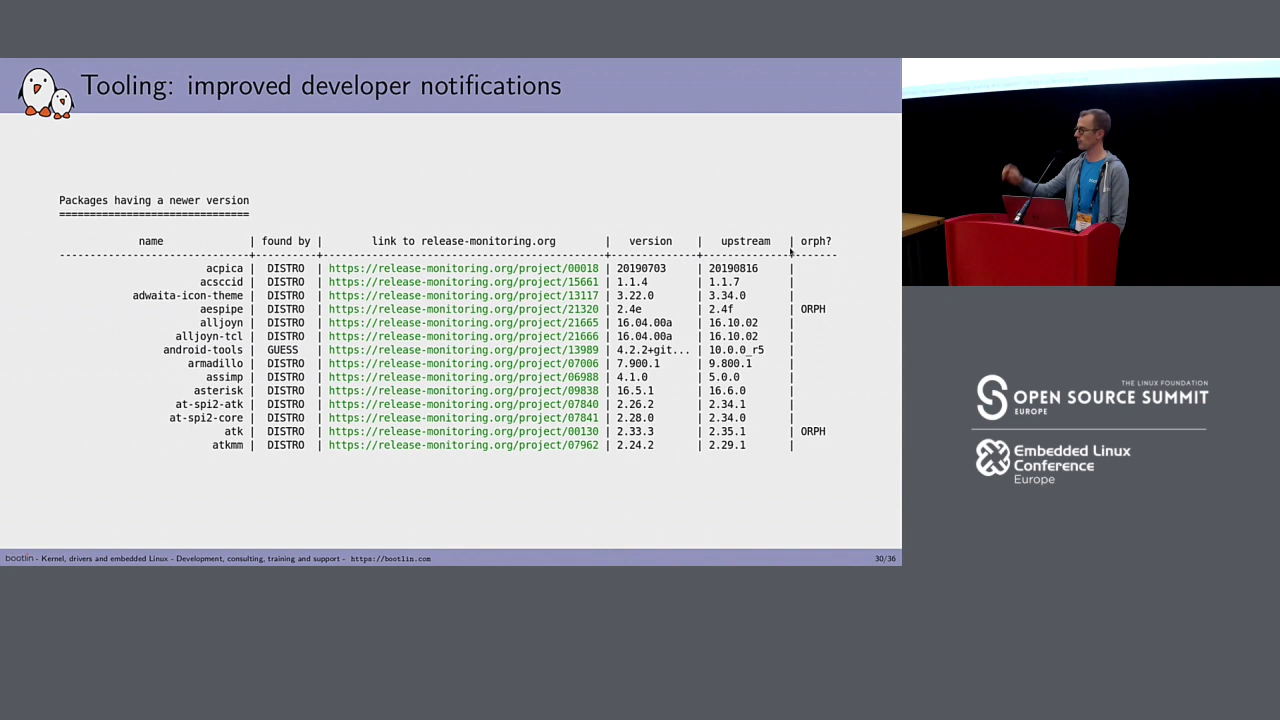 Tooling: improved developer notifications
Packages having a newer version
===============================
name | found by | link to release-monitoring.org | version | upstream | orph?
acpica | DISTRO | https://release-monitoring.org/project/00018 | 20190703 | 20190816 |
acsccid | DISTRO | https://release-monitoring.org/project/15661 | 1.1.4 | 1.1.7 |
adwaita-icon-theme | DISTRO | https://release-monitoring.org/project/13117 | 3.22.0 | 3.34.0 |
aespipe | DISTRO | https://release-monitoring.org/project/21320 | 2.4e | 2.4f | ORPH
alljoyn | DISTRO | https://release-monitoring.org/project/21665 | 16.04.00a | 16.10.02 |
alljoyn-tcl | DISTRO | https://release-monitoring.org/project/21666 | 16.04.00a | 16.10.02 |
android-tools | GUESS | https://release-monitoring.org/project/13989 | 4.2.2+git... | 10.0.0_r5 |
armadillo | DISTRO | https://release-monitoring.org/project/07006 | 7.900.1 | 9.800.1 |
assimp | DISTRO | https://release-monitoring.org/project/06988 | 4.1.0 | 5.0.0 |
asterisk | DISTRO | https://release-monitoring.org/project/09838 | 16.5.1 | 16.6.0 |
at-spi2-atk | DISTRO | https://release-monitoring.org/project/07840 | 2.26.2 | 2.34.1 |
at-spi2-core | DISTRO | https://release-monitoring.org/project/07841 | 2.28.0 | 2.34.0 |
atk | DISTRO | https://release-monitoring.org/project/00130 | 2.33.3 | 2.35.1 | ORPH
atkmm | DISTRO | https://release-monitoring.org/project/07962 | 2.24.2 | 2.29.1 |
bootlin - Kernel, drivers and embedded Linux - Development, consulting, training and support - https://bootlin.com
30/36
THE LINUX FOUNDATION
OPEN SOURCE SUMMIT
EUROPE
Embedded Linux
Conference
Europe